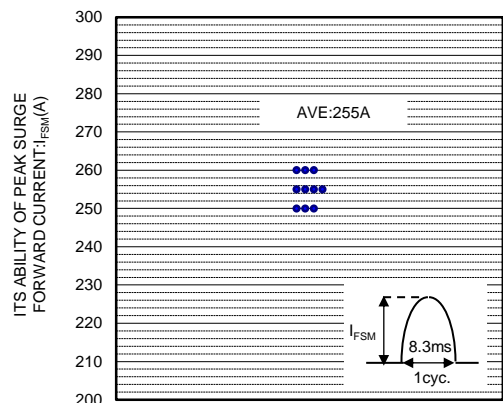 ITS ABILITY OF PEAK SURGE
FORWARD CURRENT:IFSM(A)
300
290
280
270
260
250
240
230
220
210
200
AVE:255A
IFSM
8.3ms
1cyc.